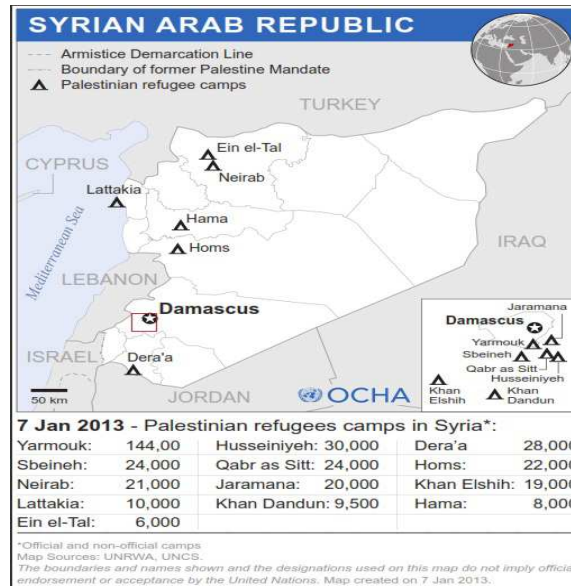 SYRIAN ARAB REPUBLIC
Armistice Demarcation Line
Boundary of former Palestine Mandate
Palestinian refugee camps
TURKEY
Ein el-Tal
CYPRUS
Neirab
Lattakia
Mediterranean Sea
Hama
Homs
IRAQ
LEBANON
Damascus
ISRAEL
Dera'a
JORDAN
50 km
OCHA
Jaramana
Damascus
Yarmouk
Sbeineh
Qabr as Sitt
Husseiniyeh
Khan Elshih
Khan Dandun
7 Jan 2013 - Palestinian refugees camps in Syria*:
Yarmouk: 144,00 Husseiniyeh: 30,000 Dera'a 28,000
Sbeineh: 24,000 Qabr as Sitt: 24,000 Homs: 22,000
Neirab: 21,000 Jaramana: 20,000 Khan Elshih: 19,000
Lattakia: 10,000 Khan Dandun: 9,500 Hama: 8,000
Ein el-Tal: 6,000
*Official and non-official camps
Map Sources: UNRWA, UNCS.
The boundaries and names shown and the designations used on this map do not imply official
endorsement or acceptance by the United Nations. Map created on 7 Jan 2013.